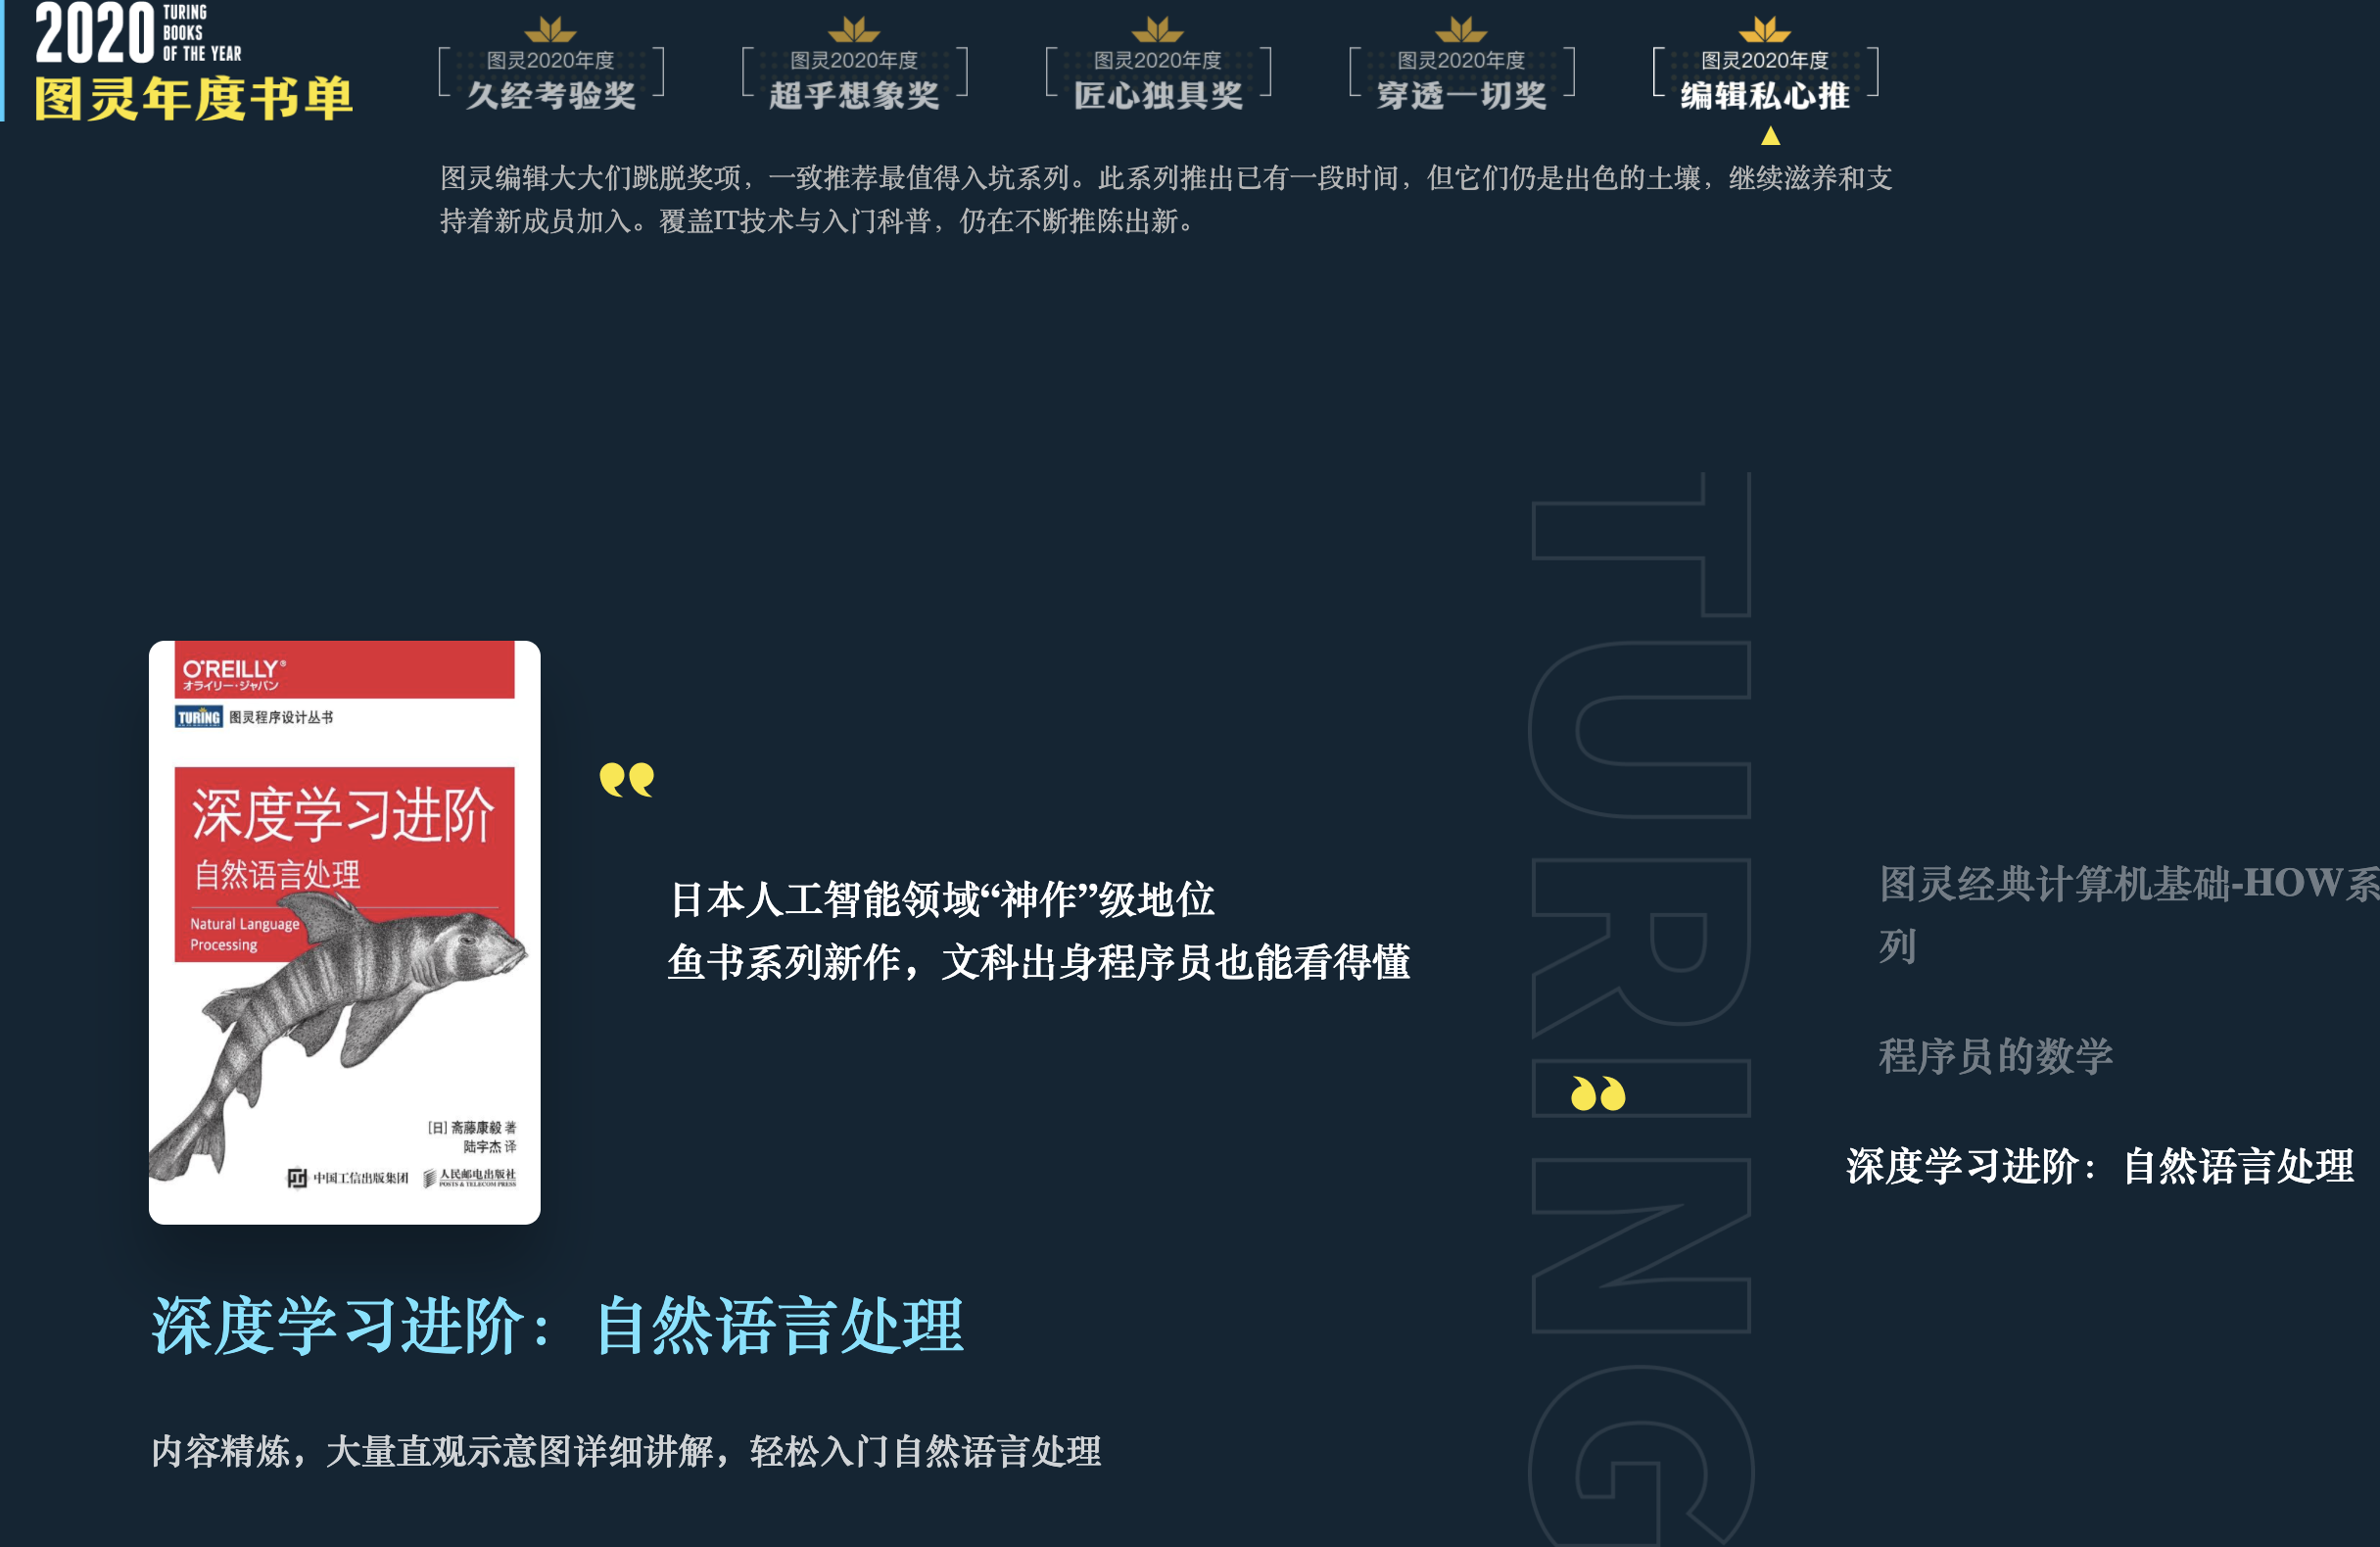 2020 TURING
BOOKS
OF THE YEAR
图灵年度书单
图灵2020年度
久经考验奖
图灵2020年度
超乎想象奖
图灵2020年度
匠心独具奖
图灵2020年度
穿透一切奖
图灵2020年度
编辑私心推
图灵编辑大大们跳脱奖项，一致推荐最值得入坑系列。此系列推出已有一段时间，但它们仍是出色的土壤，继续滋养和支
持着新成员加入。覆盖IT技术与入门科普，仍在不断推陈出新。
O'REILLY®
オライリー・ジャパン
TURING 图灵程序设计丛书
深度学习进阶
自然语言处理
Natural Language
Processing
[日] 斋藤康毅 著
陆宇杰 译
中国工信出版集团 人民邮电出版社
POSTS & TELECOM PRESS
日本人工智能领域“神作”级地位
鱼书系列新作，文科出身程序员也能看得懂
深度学习进阶：自然语言处理
内容精炼，大量直观示意图详细讲解，轻松入门自然语言处理
TURING
图灵经典计算机基础-HOW系
列
程序员的数学
深度学习进阶：自然语言处理